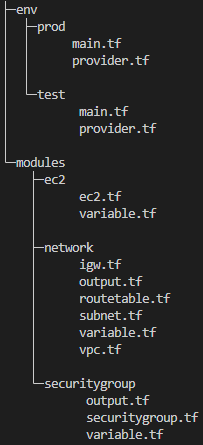 env
prod
main.tf
provider.tf
test
main.tf
provider.tf
modules
ec2
ec2.tf
variable.tf
network
igw.tf
output.tf
routetable.tf
subnet.tf
variable.tf
vpc.tf
securitygroup
output.tf
securitygroup.tf
variable.tf